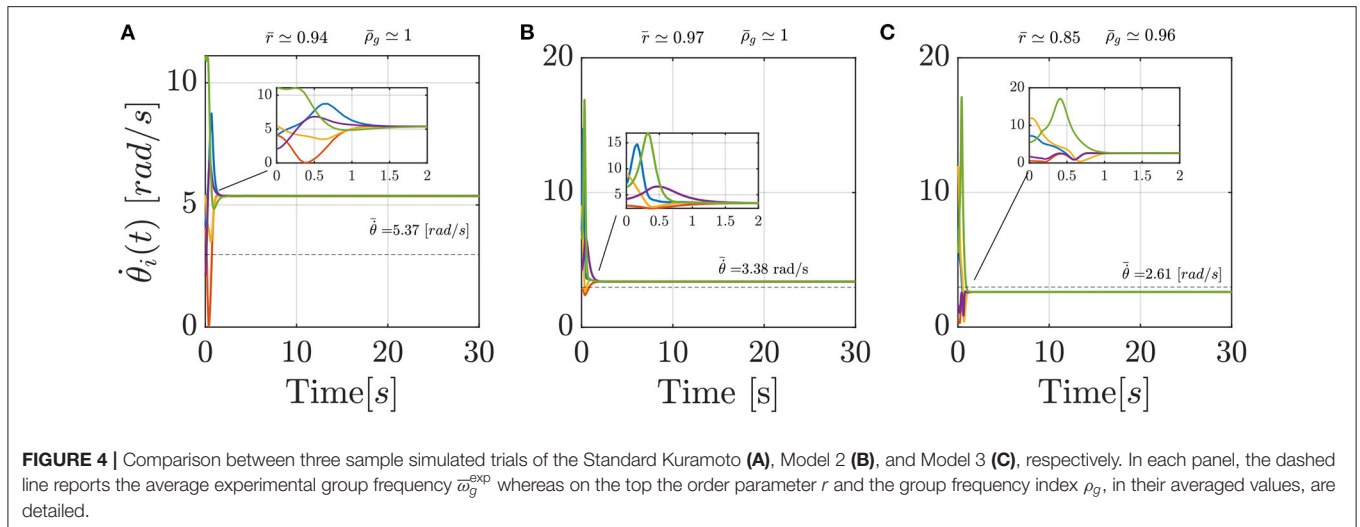 A
B
C
r̄ ≃ 0.94 ρ̄g ≃ 1
r̄ ≃ 0.97 ρ̄g ≃ 1
r̄ ≃ 0.85 ρ̄g ≃ 0.96
θ̇i(t) [rad/s]
10
5
0
10
5
0
0 0.5 1 1.5 2
θ̇̄ =5.37 [rad/s]
0 10 20 30
Time[s]
20
10
0
15
10
5
0 0.5 1 1.5 2
θ̇̄ =3.38 rad/s
0 10 20 30
Time [s]
20
10
0
20
10
0
0 0.5 1 1.5 2
θ̇̄ =2.61 [rad/s]
0 10 20 30
Time[s]
FIGURE 4 | Comparison between three sample simulated trials of the Standard Kuramoto (A), Model 2 (B), and Model 3 (C), respectively. In each panel, the dashed
line reports the average experimental group frequency ω̄g^exp whereas on the top the order parameter r and the group frequency index ρg, in their averaged values, are
detailed.